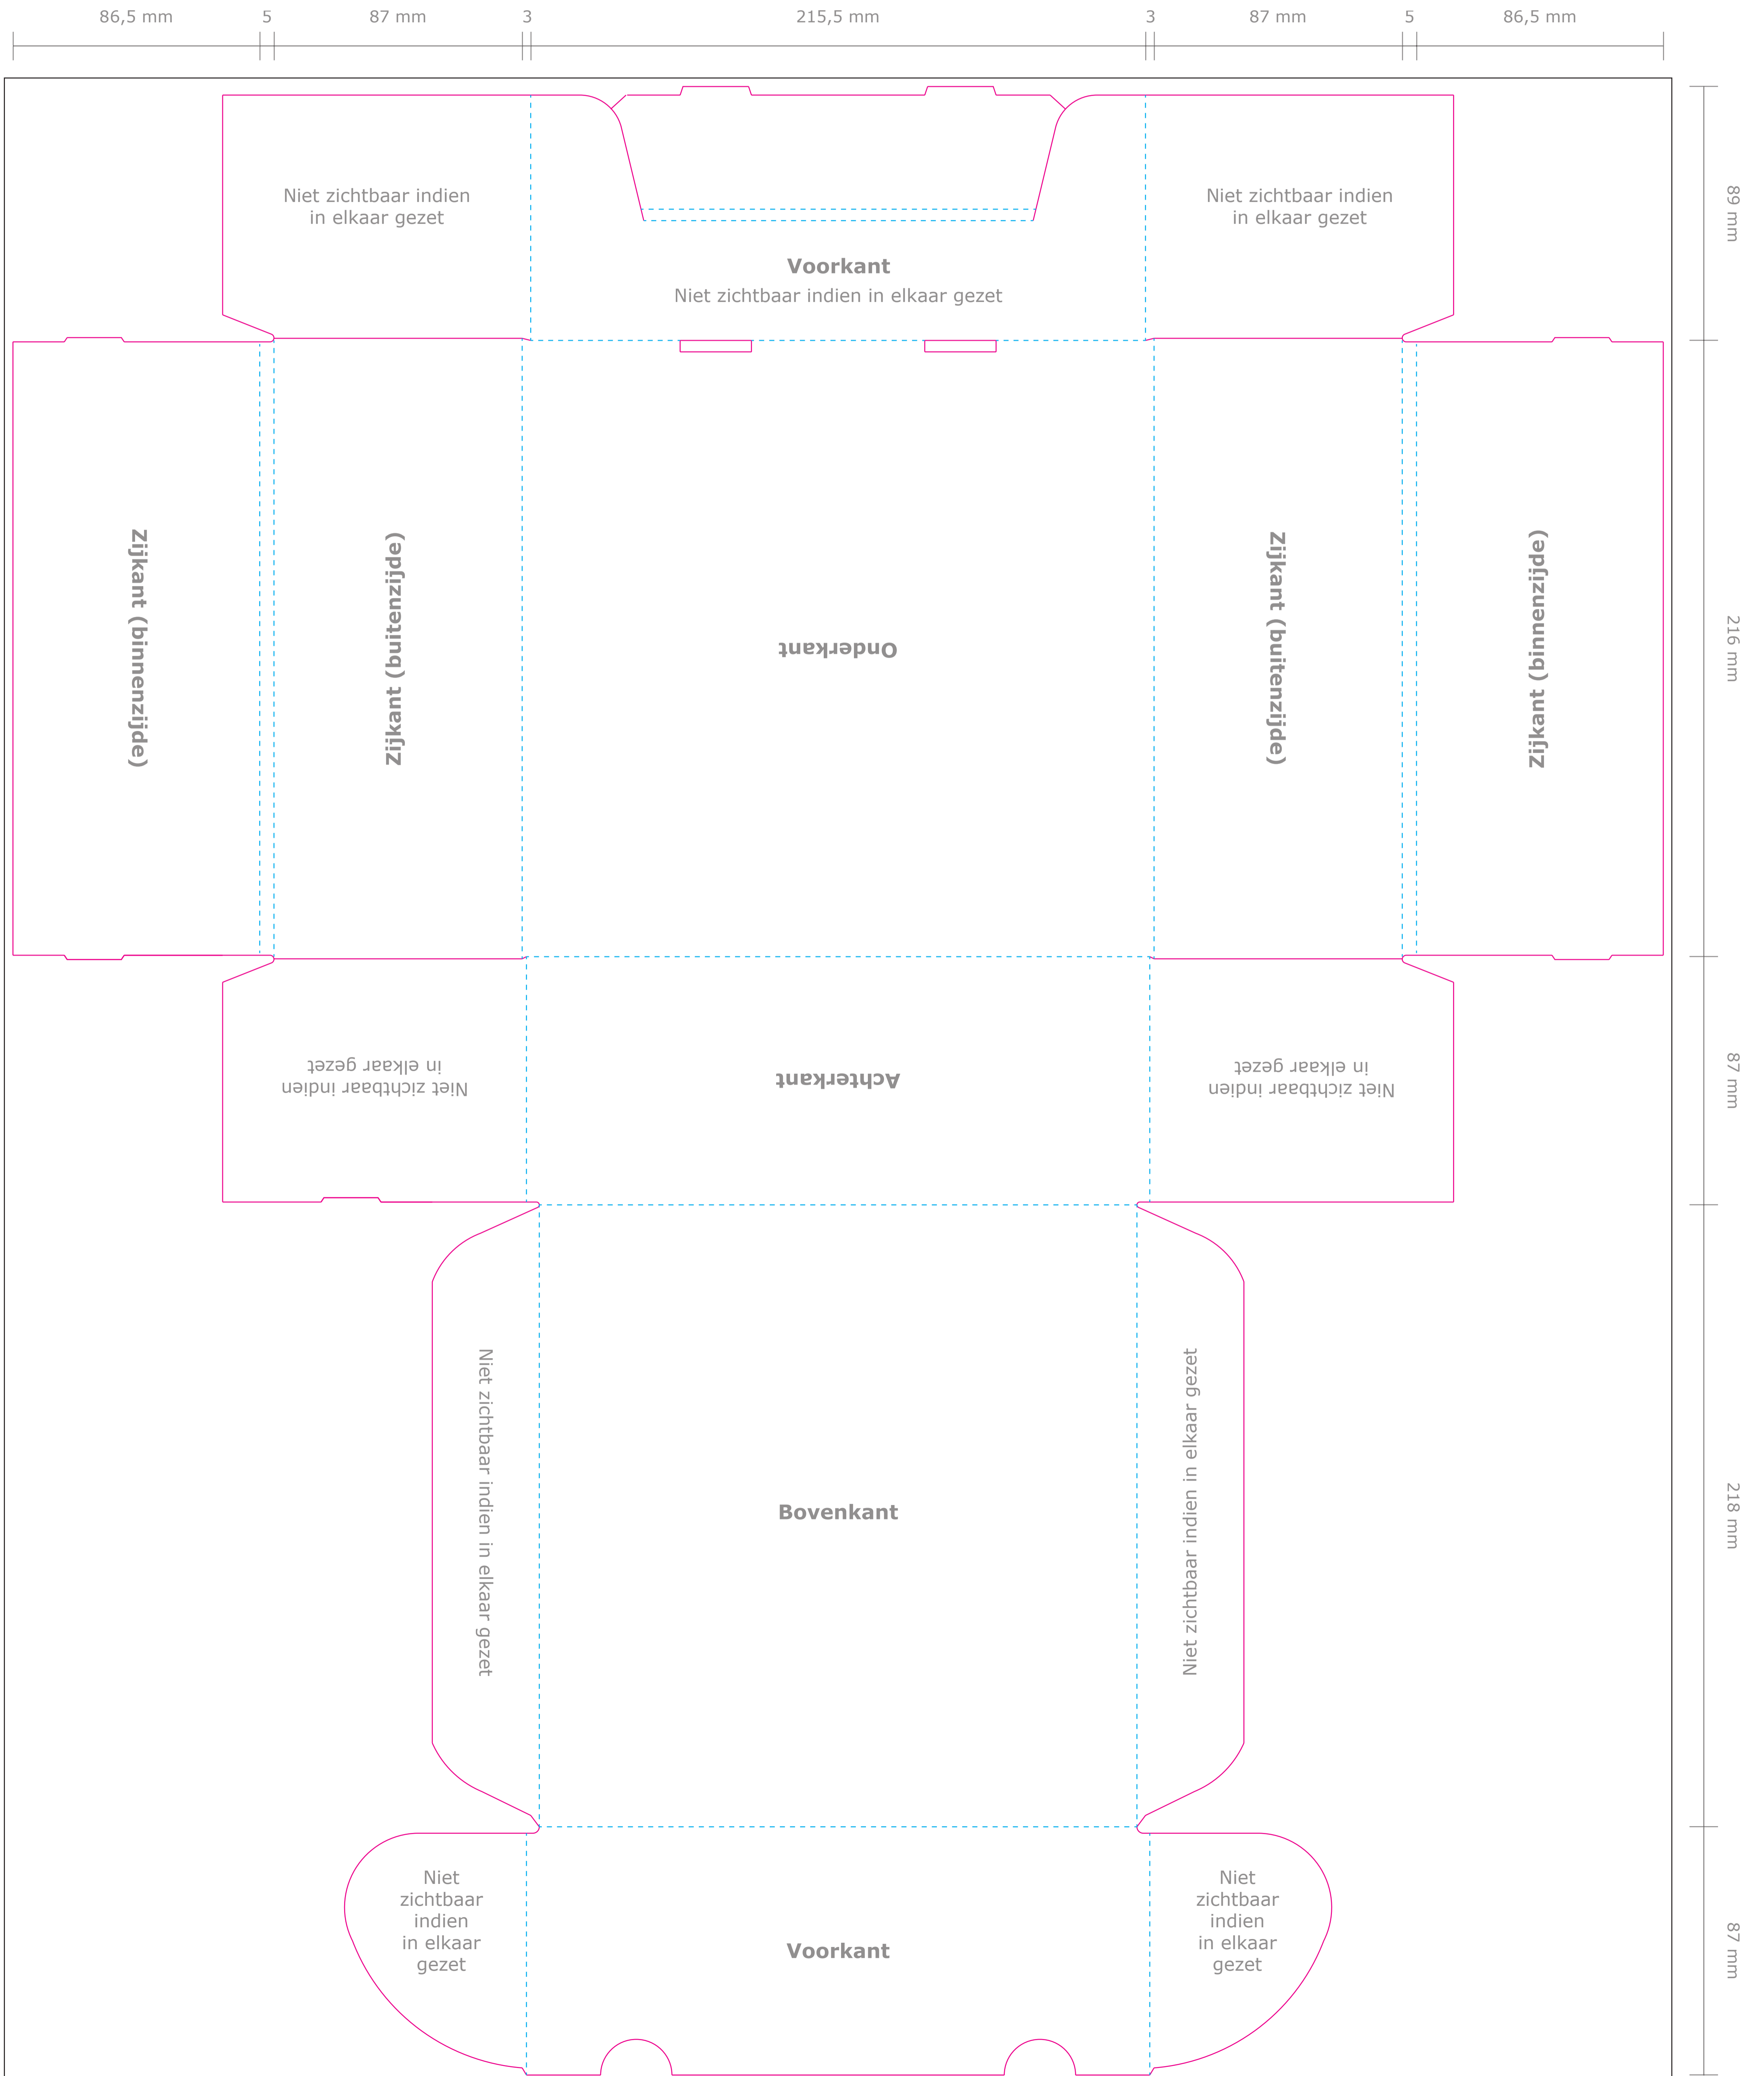 86,5 mm 5 87 mm 3 215,5 mm 3 87 mm 5 86,5 mm
Niet zichtbaar indien
in elkaar gezet
Niet zichtbaar indien
in elkaar gezet
89 mm
Voorkant
Niet zichtbaar indien in elkaar gezet
Zijkant (binnenzijde)
Zijkant (buitenzijde)
Onderkant
Zijkant (buitenzijde)
Zijkant (binnenzijde)
216 mm
Niet zichtbaar indien
in elkaar gezet
Achterkant
Niet zichtbaar indien
in elkaar gezet
87 mm
Niet zichtbaar indien in elkaar gezet
Bovenkant
Niet zichtbaar indien in elkaar gezet
218 mm
Niet
zichtbaar
indien
in elkaar
gezet
Voorkant
Niet
zichtbaar
indien
in elkaar
gezet
87 mm